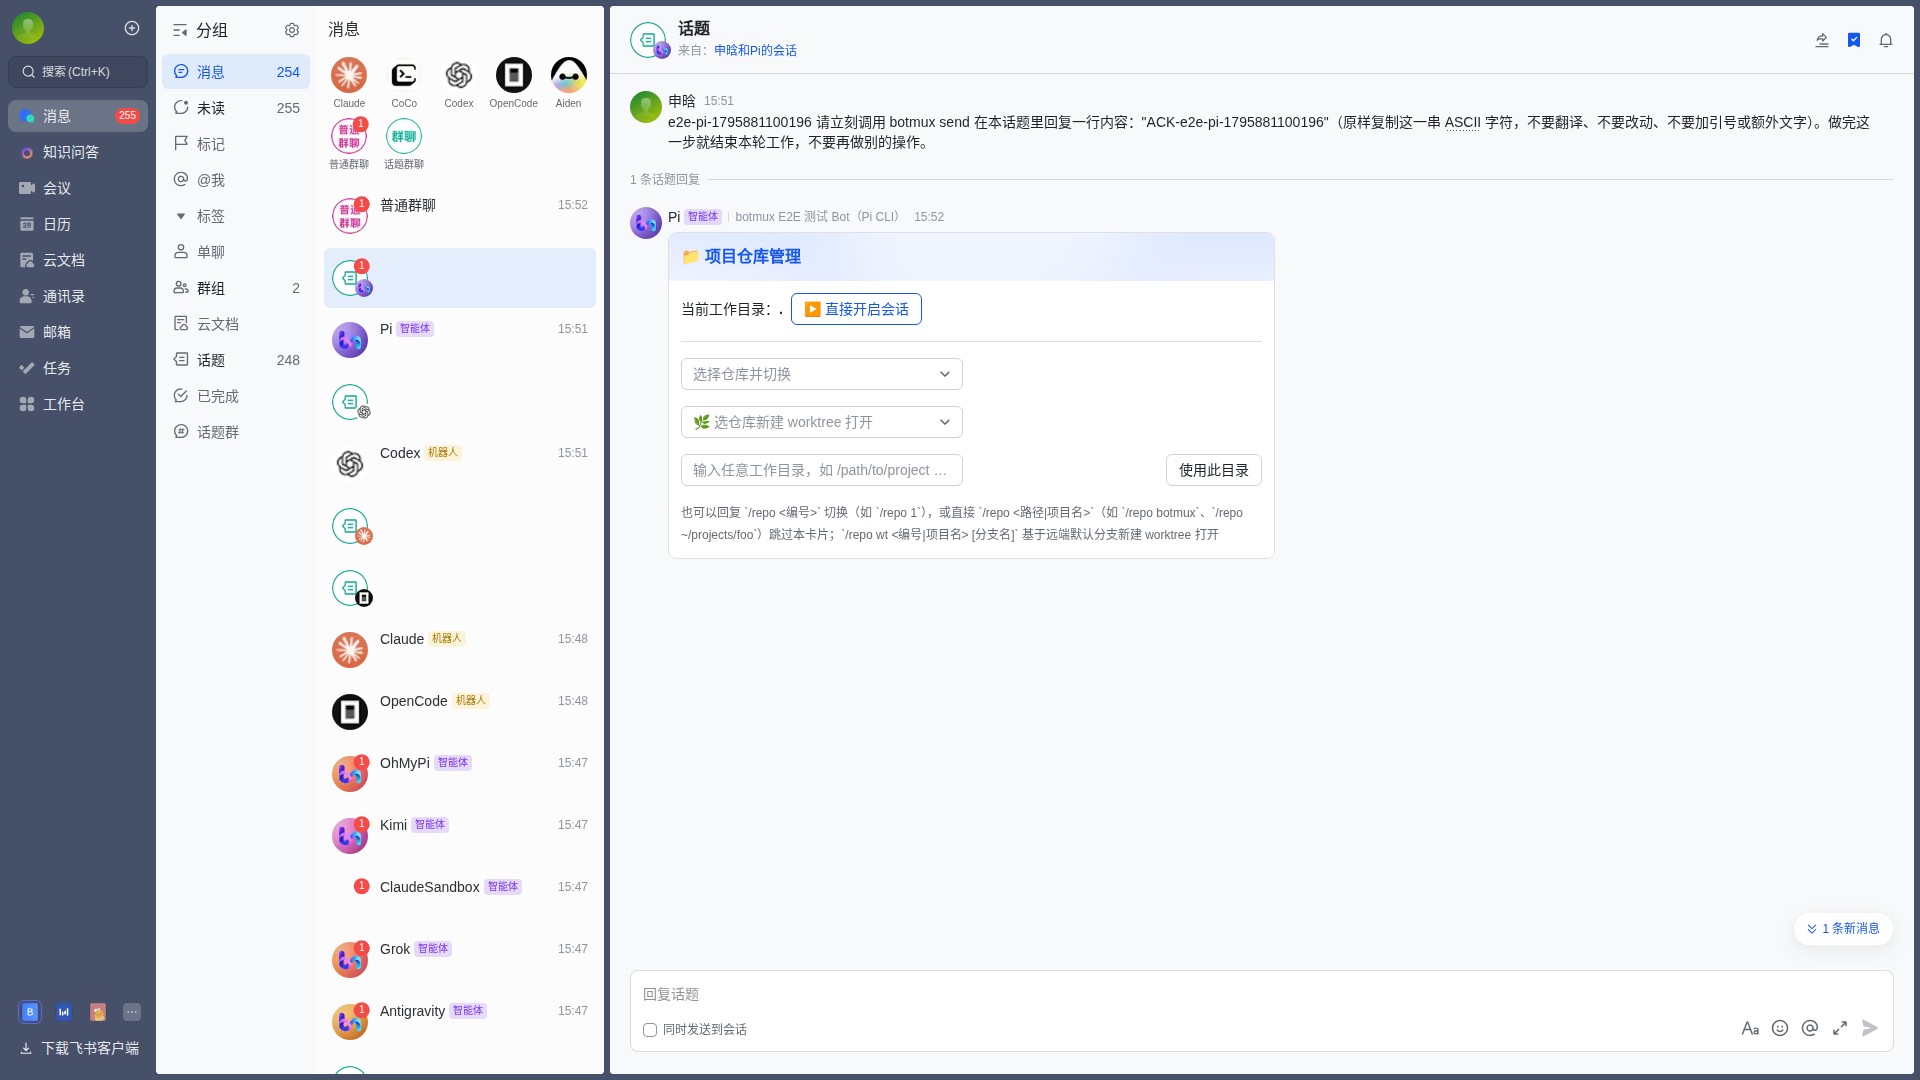 搜索 (Ctrl+K)
消息 255
知识问答
会议
日历
云文档
通讯录
邮箱
任务
工作台
下载飞书客户端
分组
消息 254
未读 255
标记
@我
标签
单聊
群组 2
云文档
话题 248
已完成
话题群
消息
Claude CoCo Codex OpenCode Aiden
普通群聊 1 群聊
普通群聊 话题群聊
普通群聊 1 普通群聊 15:52
1
Pi 智能体 15:51
Codex 机器人 15:51
Claude 机器人 15:48
OpenCode 机器人 15:48
1 OhMyPi 智能体 15:47
1 Kimi 智能体 15:47
1 ClaudeSandbox 智能体 15:47
1 Grok 智能体 15:47
1 Antigravity 智能体 15:47
话题
来自：申晗和Pi的会话
申晗 15:51
e2e-pi-1795881100196 请立刻调用 botmux send 在本话题里回复一行内容："ACK-e2e-pi-1795881100196"（原样复制这一串 ASCII 字符，不要翻译、不要改动、不要加引号或额外文字）。做完这
一步就结束本轮工作，不要再做别的操作。
1 条话题回复
Pi 智能体 botmux E2E 测试 Bot（Pi CLI） 15:52
📁 项目仓库管理
当前工作目录：. ▶️ 直接开启会话
选择仓库并切换
🌿 选仓库新建 worktree 打开
输入任意工作目录，如 /path/to/project … 使用此目录
也可以回复 `/repo <编号>` 切换（如 `/repo 1`），或直接 `/repo <路径|项目名>`（如 `/repo botmux`、`/repo
~/projects/foo`）跳过本卡片；`/repo wt <编号|项目名> [分支名]` 基于远端默认分支新建 worktree 打开
1 条新消息
回复话题
同时发送到会话